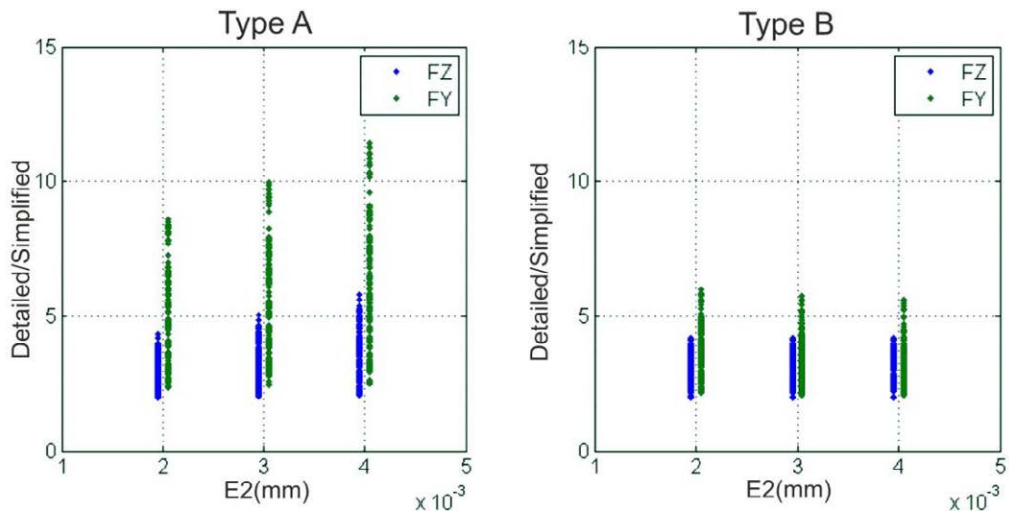 Type A
15
FZ
FY
10
5
0
Detailed/Simplified
1 2 3 4 5
E2(mm)
x 10⁻³
Type B
15
FZ
FY
10
5
0
Detailed/Simplified
1 2 3 4 5
E2(mm)
x 10⁻³